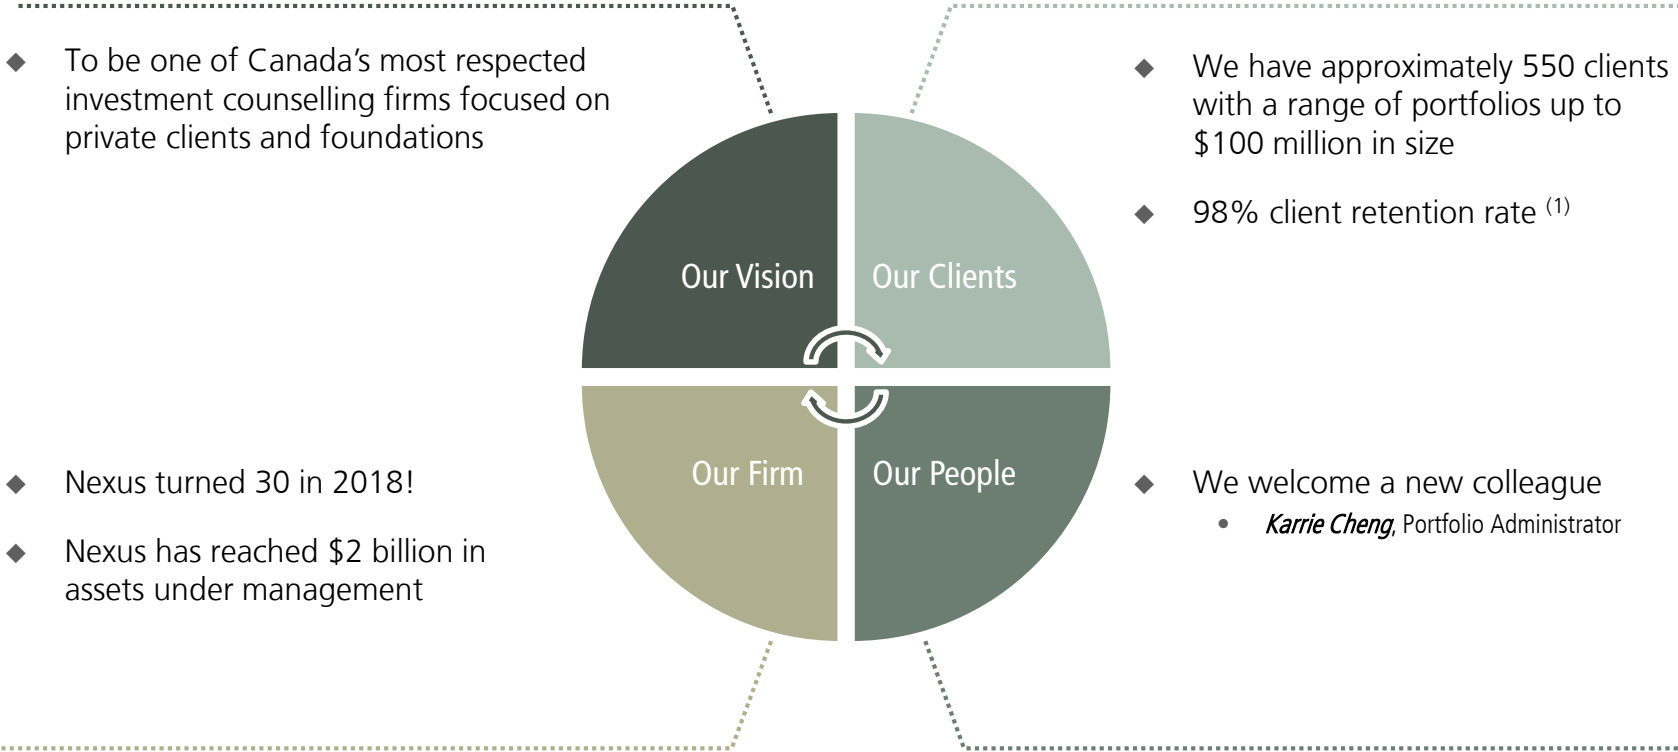 To be one of Canada's most respected
investment counselling firms focused on
private clients and foundations
We have approximately 550 clients
with a range of portfolios up to
$100 million in size
98% client retention rate (1)
Our Vision
Our Clients
Our Firm
Our People
Nexus turned 30 in 2018!
Nexus has reached $2 billion in
assets under management
We welcome a new colleague
Karrie Cheng, Portfolio Administrator